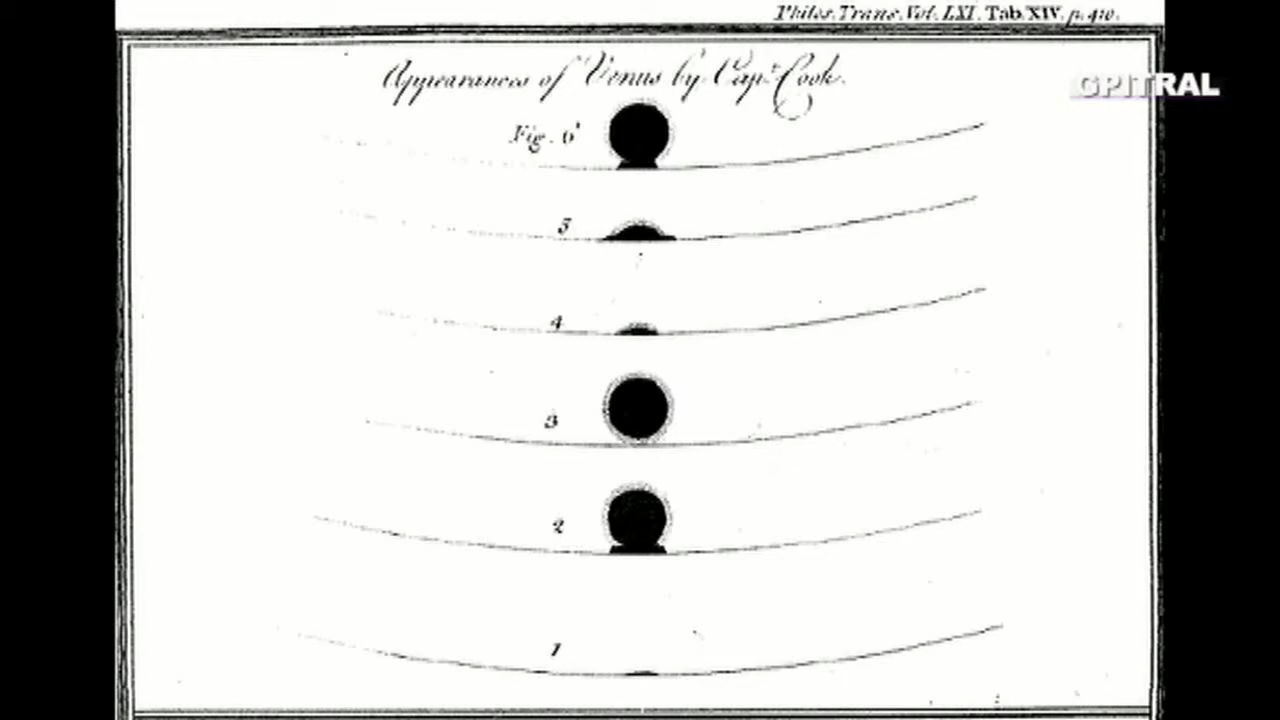 Philos. Trans. Vol. LXI. Tab. XIV. p. 410.
Appearances of Venus by Capt. Cook.
GPITRAL
Fig. 6
5
4
3
2
1